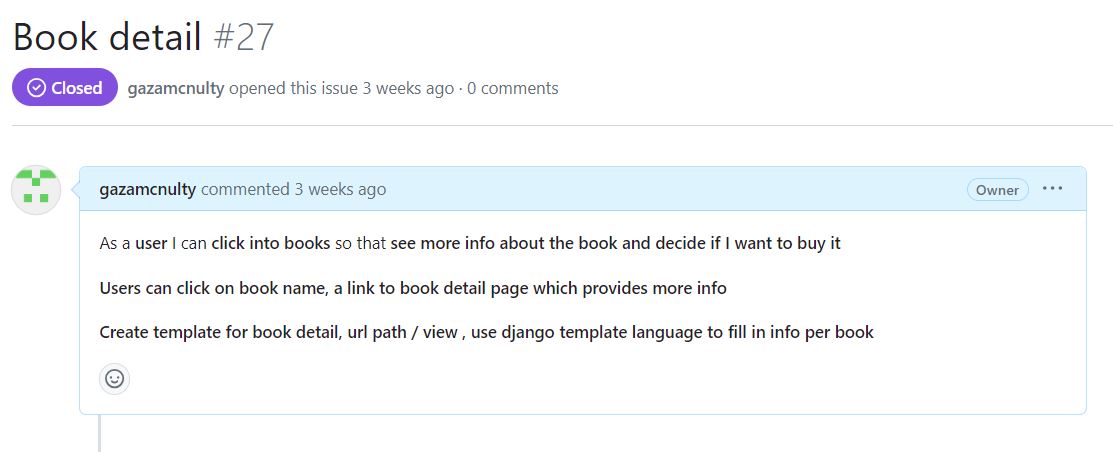 Book detail #27
Closed gazamcnulty opened this issue 3 weeks ago · 0 comments
gazamcnulty commented 3 weeks ago Owner ...
As a user I can click into books so that see more info about the book and decide if I want to buy it
Users can click on book name, a link to book detail page which provides more info
Create template for book detail, url path / view , use django template language to fill in info per book